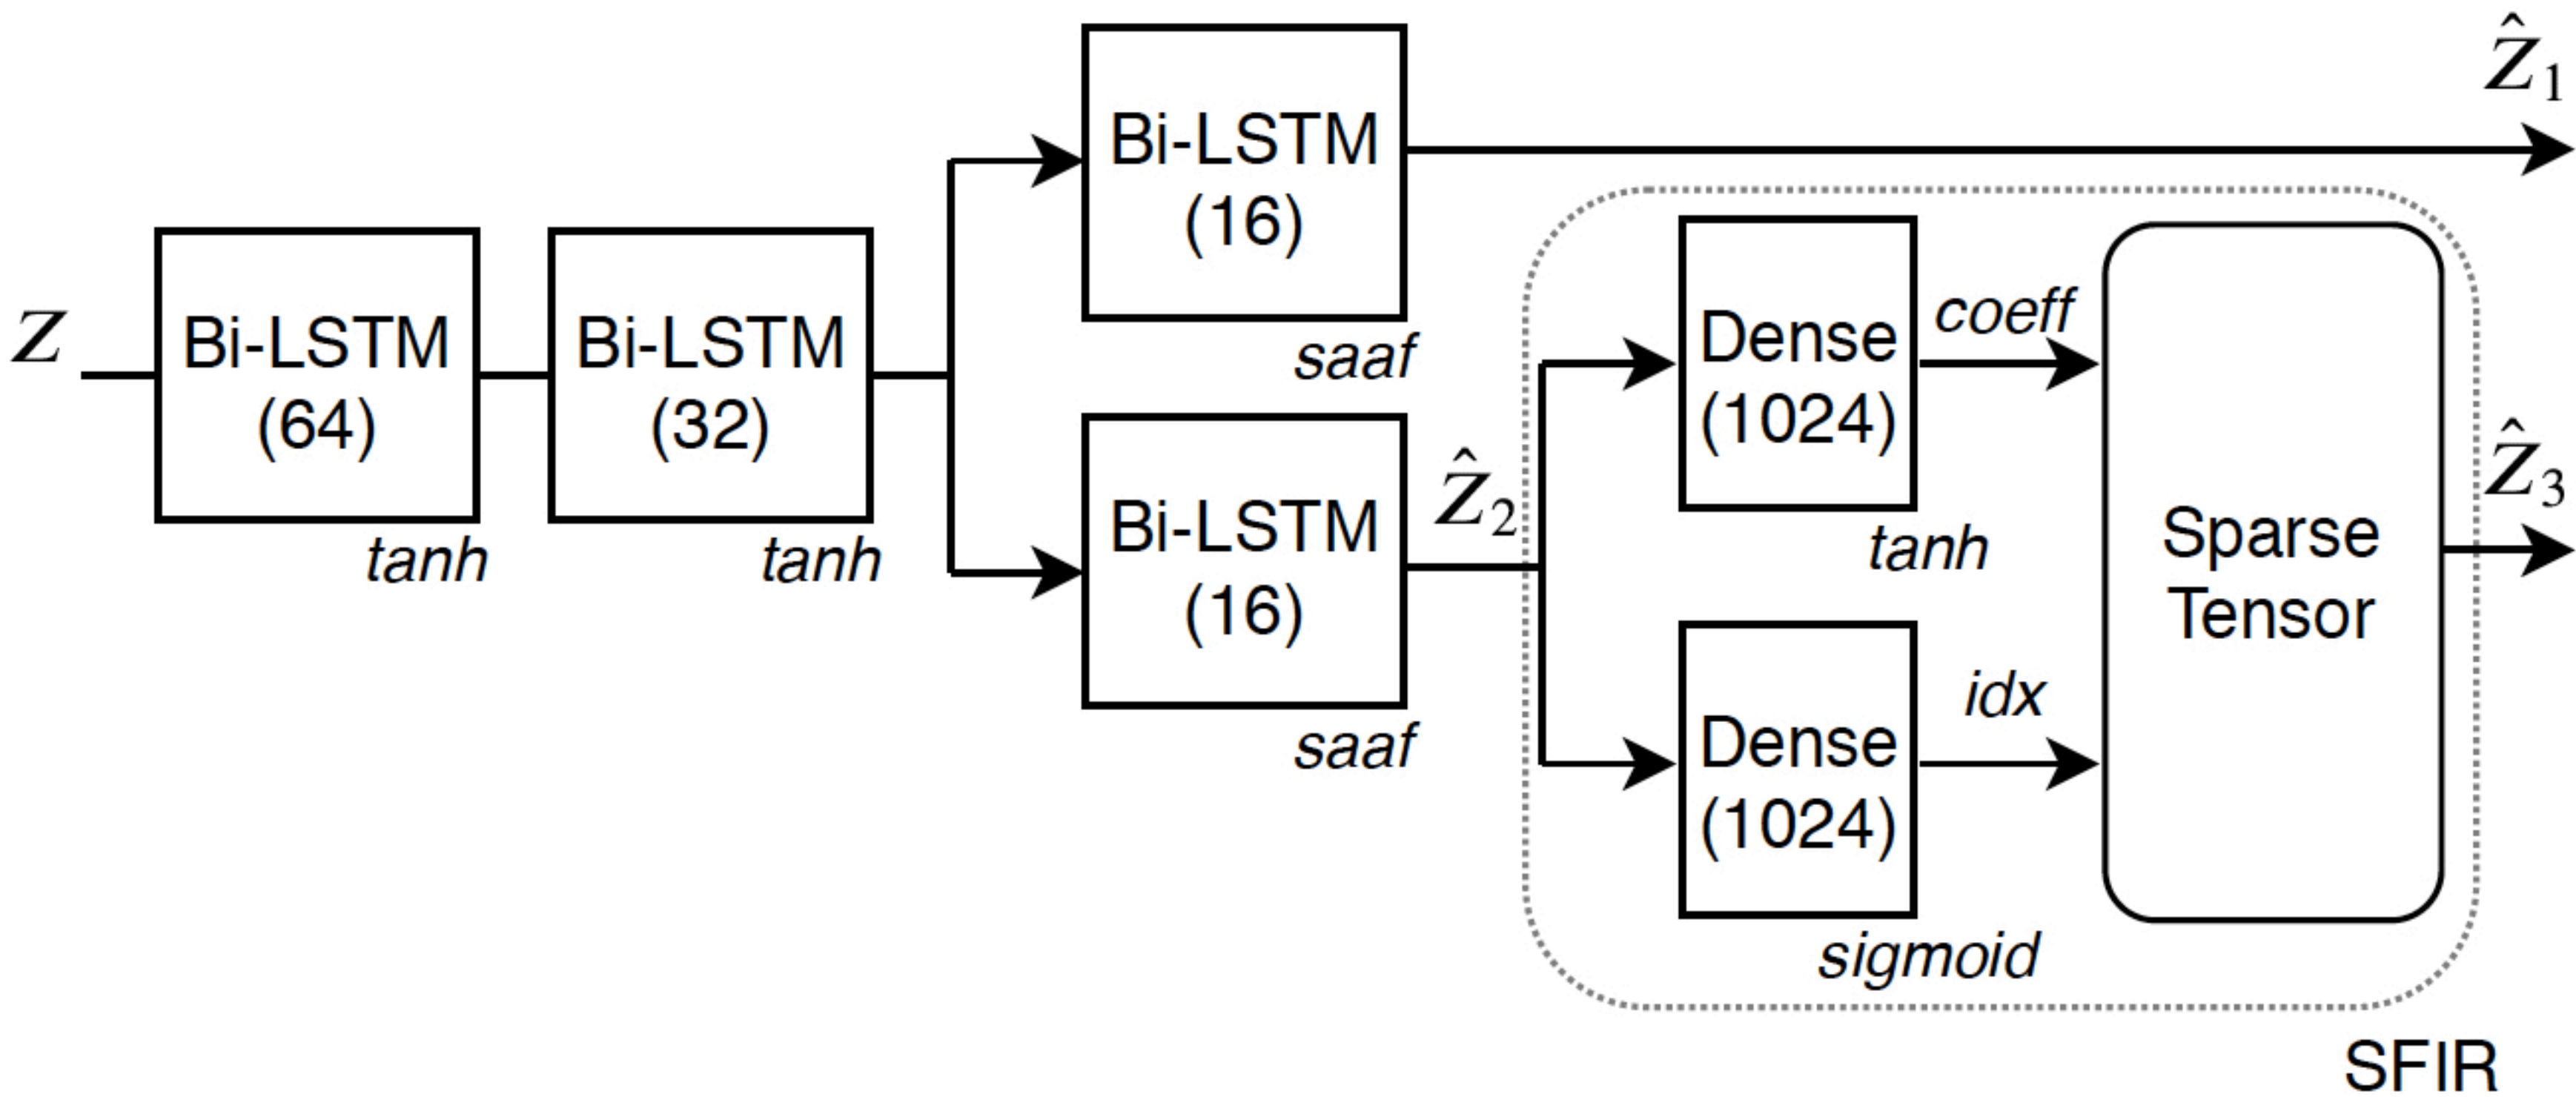 Z
Bi-LSTM
(64)
tanh
Bi-LSTM
(32)
tanh
Bi-LSTM
(16)
saaf
Ẑ1
Bi-LSTM
(16)
saaf
Ẑ2
Dense
(1024)
tanh
coeff
Dense
(1024)
sigmoid
idx
Sparse
Tensor
Ẑ3
SFIR